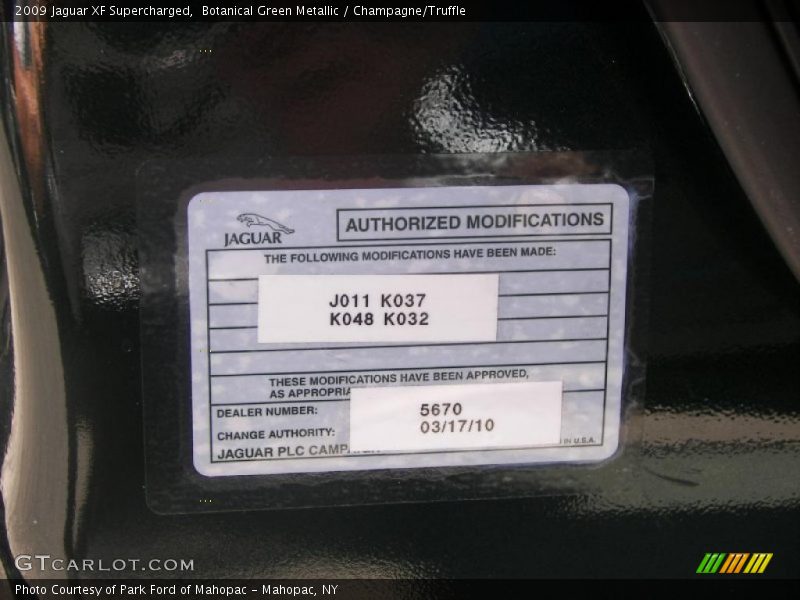 2009 Jaguar XF Supercharged, Botanical Green Metallic / Champagne/Truffle
JAGUAR
AUTHORIZED MODIFICATIONS
THE FOLLOWING MODIFICATIONS HAVE BEEN MADE:
J011 K037
K048 K032
THESE MODIFICATIONS HAVE BEEN APPROVED,
AS APPROPRIA
DEALER NUMBER: 5670
CHANGE AUTHORITY: 03/17/10
JAGUAR PLC CAMP
IN U.S.A.
GTCARLOT.COM
Photo Courtesy of Park Ford of Mahopac – Mahopac, NY